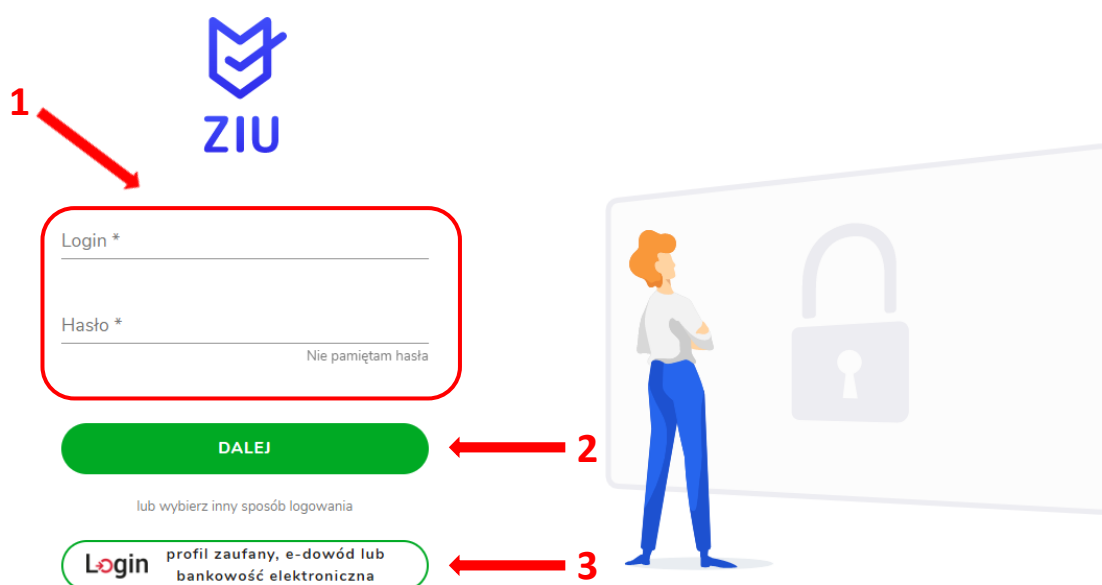 ZIU
1
Login *
Hasło *
Nie pamiętam hasła
DALEJ
2
lub wybierz inny sposób logowania
Login
profil zaufany, e-dowód lub
bankowość elektroniczna
3